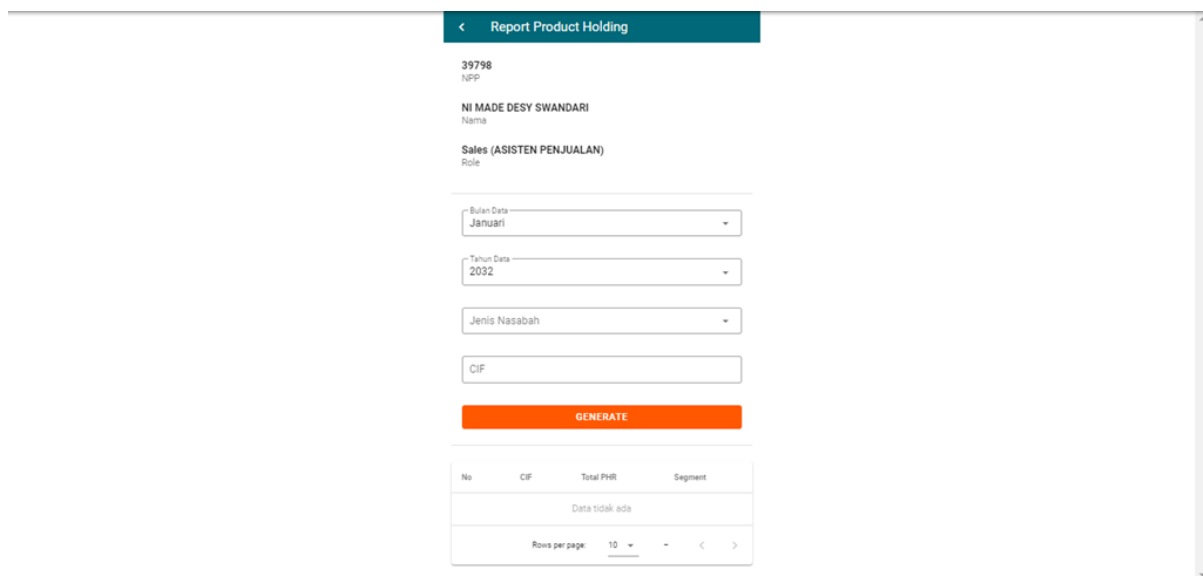 Report Product Holding
39798
NPP
NI MADE DESY SWANDARI
Nama
Sales (ASISTEN PENJUALAN)
Role
Bulan Data
Januari
Tahun Data
2032
Jenis Nasabah
CIF
GENERATE
No CIF Total PHR Segment
Data tidak ada
Rows per page: 10 -